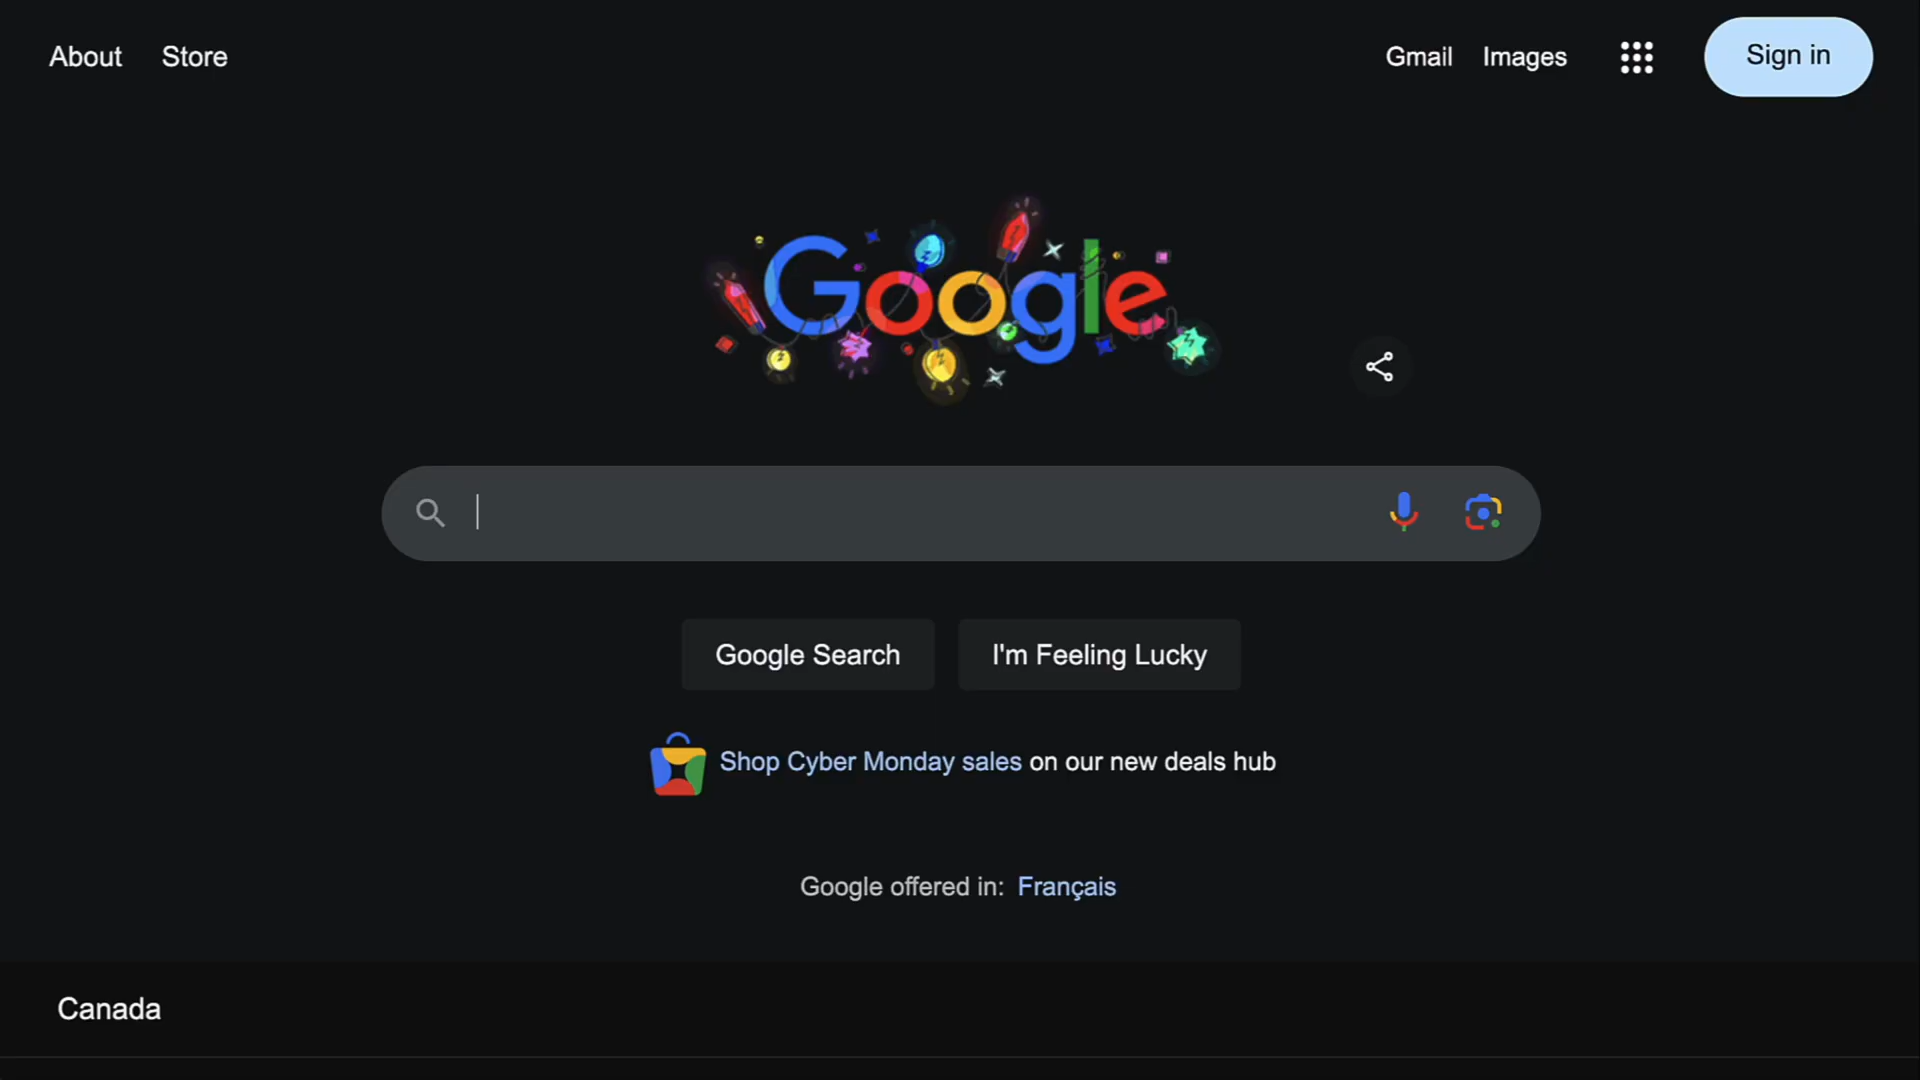 About Store Gmail Images Sign in
Google
Google Search I'm Feeling Lucky
Shop Cyber Monday sales on our new deals hub
Google offered in: Français
Canada